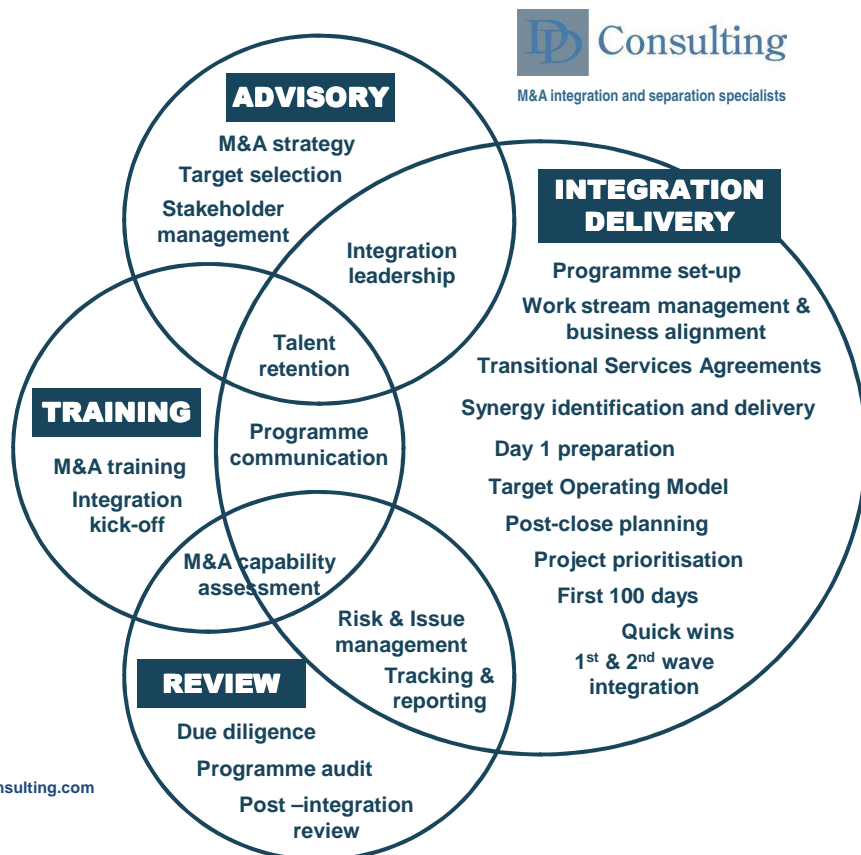 DD Consulting
M&A integration and separation specialists
ADVISORY
M&A strategy
Target selection
Stakeholder
management
Integration
leadership
INTEGRATION
DELIVERY
Programme set-up
Work stream management &
business alignment
Transitional Services Agreements
Synergy identification and delivery
Day 1 preparation
Target Operating Model
Post-close planning
Project prioritisation
First 100 days
Quick wins
1st & 2nd wave
integration
Talent
retention
TRAINING
M&A training
Integration
kick-off
Programme
communication
M&A capability
assessment
Risk & Issue
management
Tracking &
reporting
REVIEW
Due diligence
Programme audit
Post –integration
review
nsulting.com